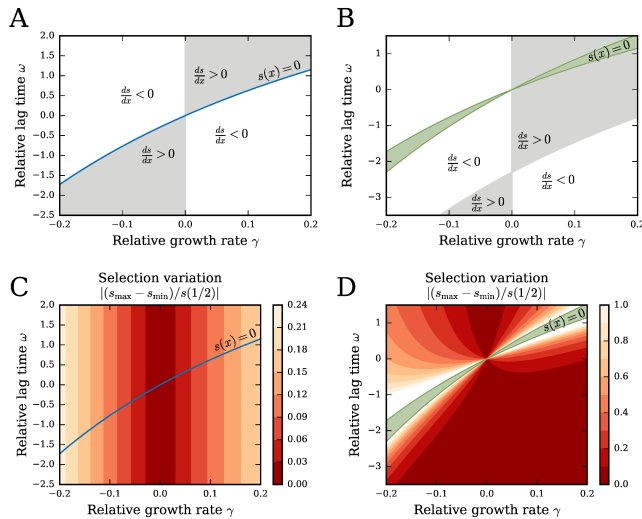 A
2.0
1.5
1.0
0.5
0.0
−0.5
−1.0
−1.5
−2.0
−2.5
Relative lag time ω
ds/dx < 0
ds/dx > 0
s(x) = 0
ds/dx > 0
ds/dx < 0
−0.2 −0.1 0.0 0.1 0.2
Relative growth rate γ
B
1
0
−1
−2
−3
Relative lag time ω
s(x) = 0
ds/dx < 0
ds/dx > 0
ds/dx > 0
ds/dx < 0
−0.2 −0.1 0.0 0.1 0.2
Relative growth rate γ
C
Selection variation
|(s_max − s_min)/s(1/2)|
2.0
1.5
1.0
0.5
0.0
−0.5
−1.0
−1.5
−2.0
−2.5
Relative lag time ω
s(x) = 0
−0.2 −0.1 0.0 0.1 0.2
Relative growth rate γ
0.24
0.21
0.18
0.15
0.12
0.09
0.06
0.03
0.00
D
Selection variation
|(s_max − s_min)/s(1/2)|
1
0
−1
−2
−3
Relative lag time ω
s(x) = 0
−0.2 −0.1 0.0 0.1 0.2
Relative growth rate γ
1.0
0.8
0.6
0.4
0.2
0.0